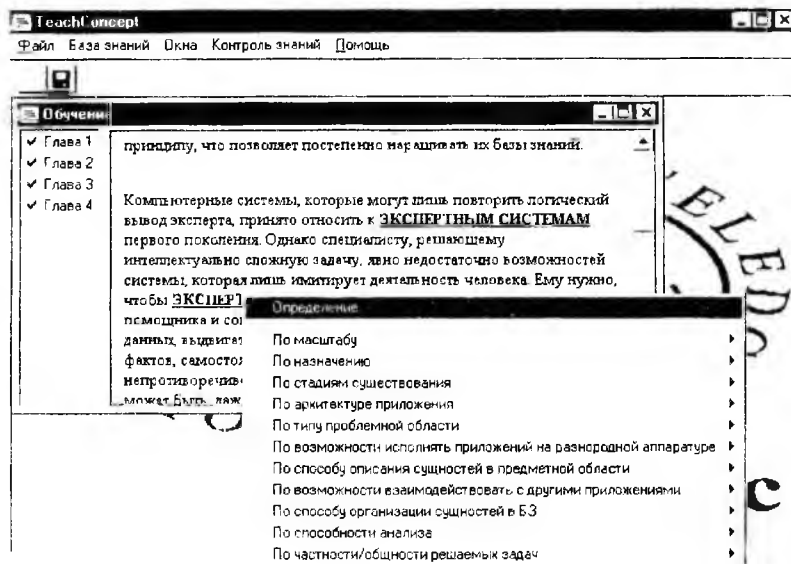 TeachConcept
Файл База знаний Окна Контроль знаний Помощь
Обучени
Глава 1
Глава 2
Глава 3
Глава 4
принципу, что позволяет постепенно наращивать их базы знаний.
Компьютерные системы, которые могут лишь повторить логический
вывод эксперта, принято относить к ЭКСПЕРТНЫМ СИСТЕМАМ
первого поколения. Однако специалисту, решающему
интеллектуально сложную задачу, явно недостаточно возможностей
системы, которая лишь имитирует деятельность человека. Ему нужно,
чтобы ЭКСПЕРТ
помощника и сов
данных, выдвигат
фактов, самостоя
непротиворечив
может быть даж
Определение
По масштабу
По назначению
По стадиям существования
По архитектуре приложения
По типу проблемной области
По возможности исполнять приложений на разнородной аппаратуре
По способу описания сущностей в предметной области
По возможности взаимодействовать с другими приложениями
По способу организации сущностей в БЗ
По способности анализа
По частности/общности решаемых задач
ELEDG
с